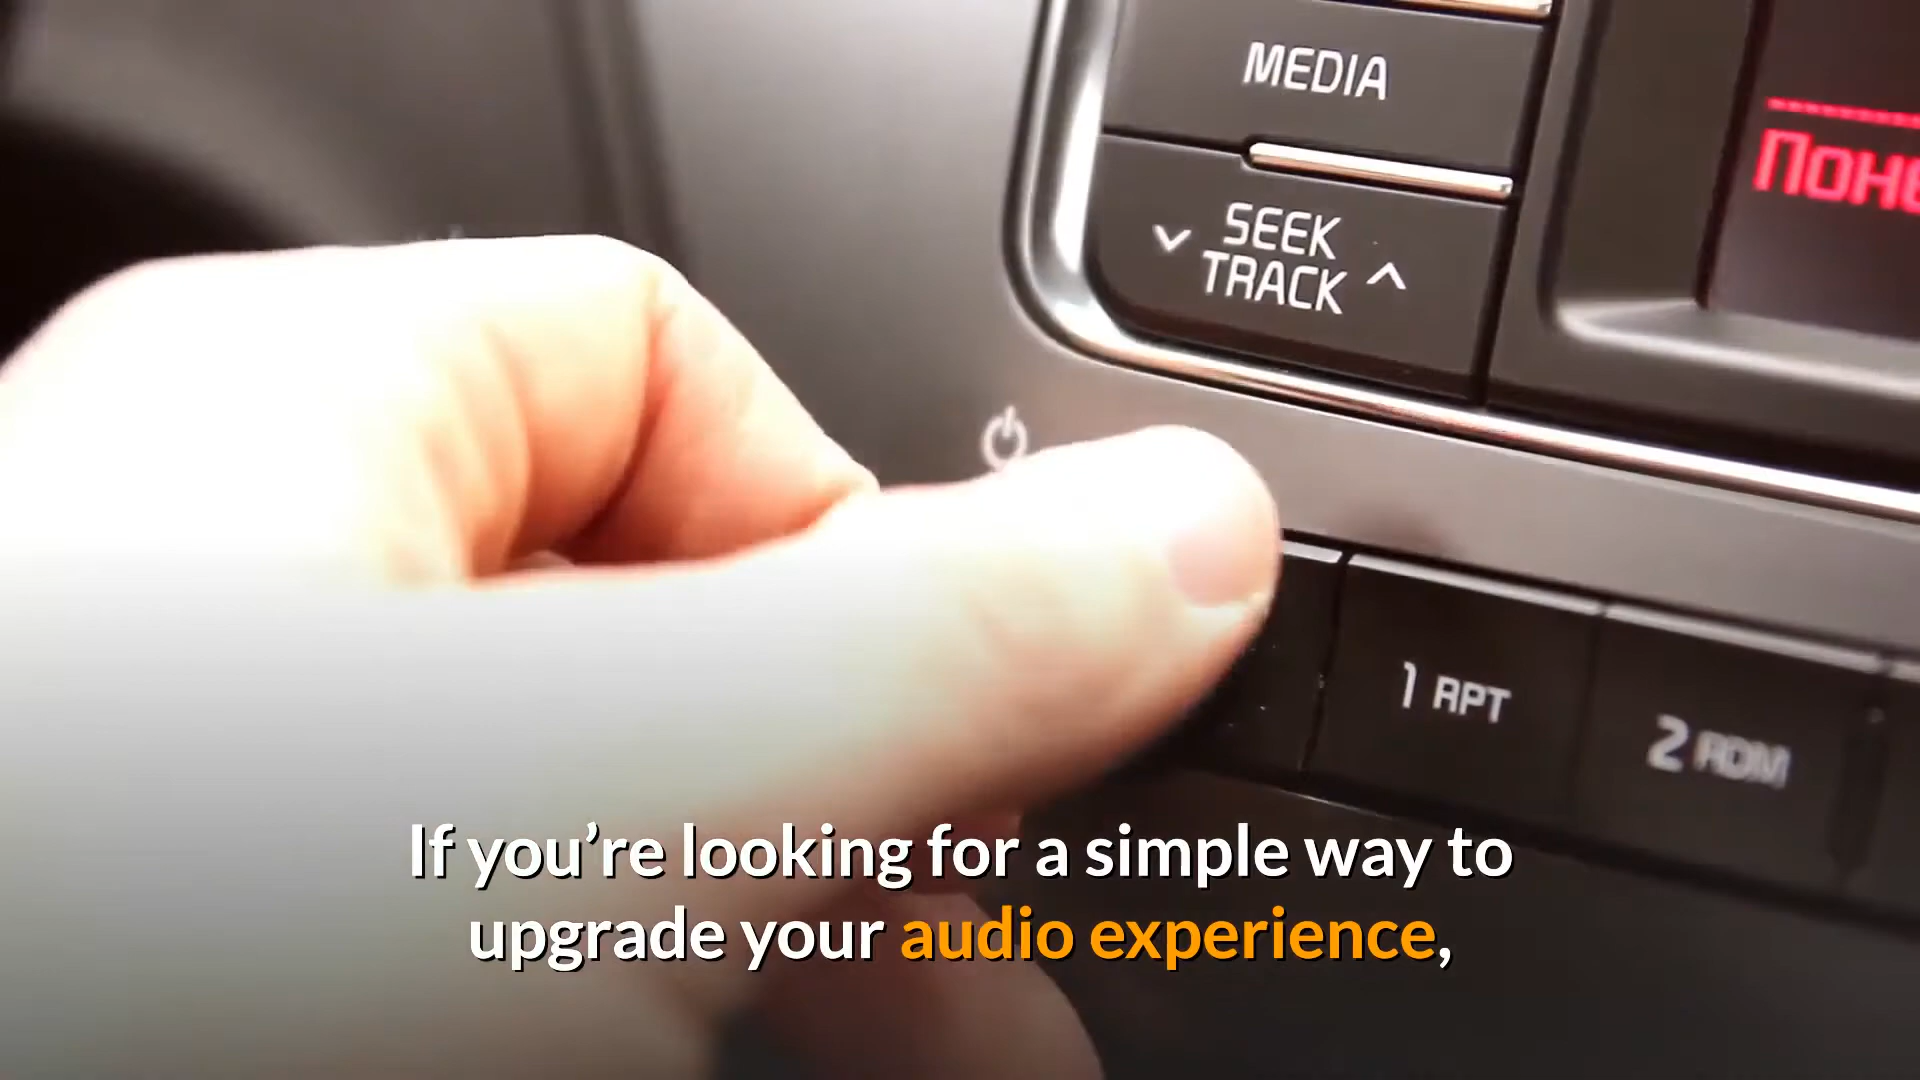 MEDIA
SEEK
TRACK
1 RPT
2 RDM
If you’re looking for a simple way to
upgrade your audio experience,